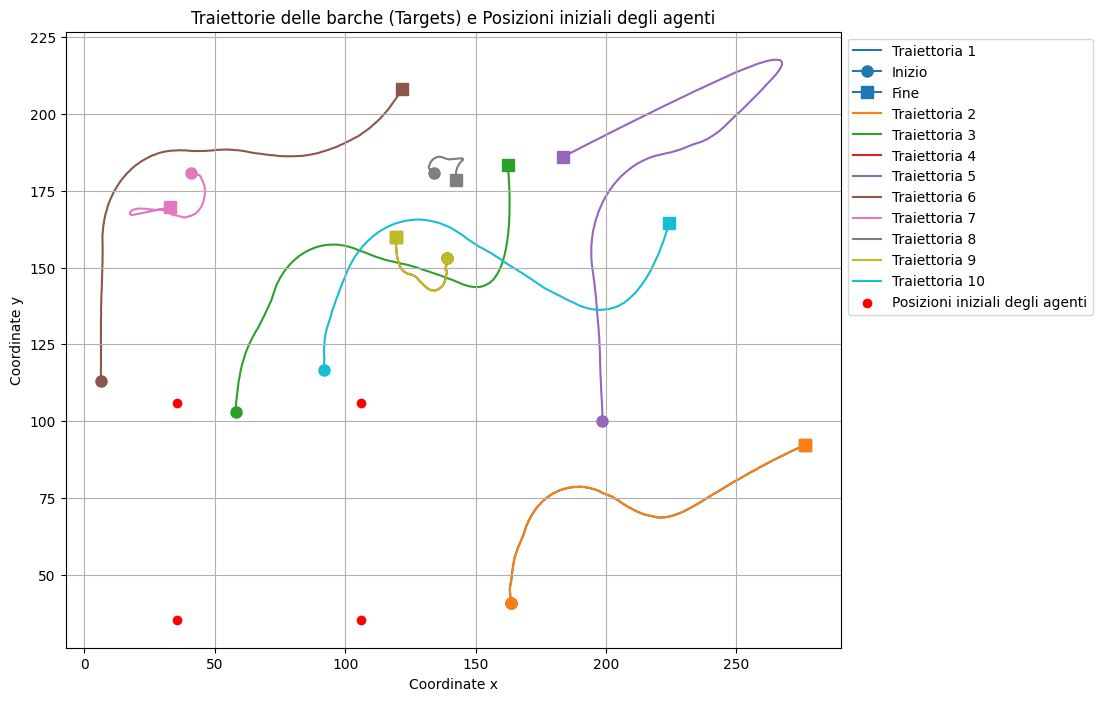 Traiettorie delle barche (Targets) e Posizioni iniziali degli agenti
225
200
175
150
125
100
75
50
Coordinate y
0
50
100
150
200
250
Coordinate x
Traiettoria 1
Inizio
Fine
Traiettoria 2
Traiettoria 3
Traiettoria 4
Traiettoria 5
Traiettoria 6
Traiettoria 7
Traiettoria 8
Traiettoria 9
Traiettoria 10
Posizioni iniziali degli agenti